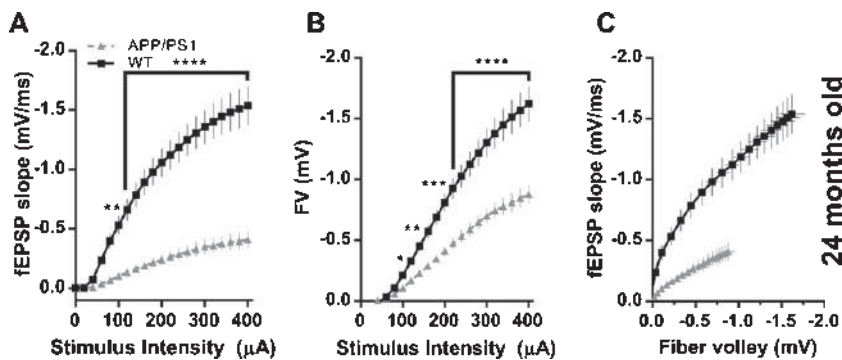 A
APP/PS1
WT
****
**
-2.0
-1.5
-1.0
-0.5
0.0
fEPSP slope (mV/ms)
0 100 200 300 400
Stimulus Intensity (µA)
B
****
***
**
*
-2.0
-1.5
-1.0
-0.5
0.0
FV (mV)
0 100 200 300 400
Stimulus Intensity (µA)
C
-2.0
-1.5
-1.0
-0.5
0.0
fEPSP slope (mV/ms)
0.0 -0.5 -1.0 -1.5 -2.0
Fiber volley (mV)
24 months old